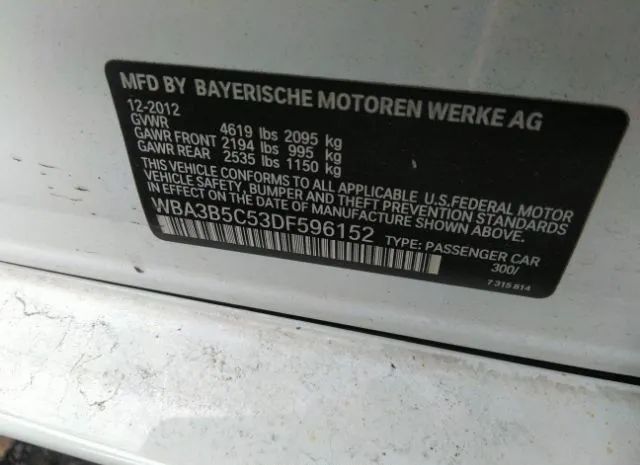 MFD BY BAYERISCHE MOTOREN WERKE AG
12-2012
GVWR 4619 lbs 2095 kg
GAWR FRONT 2194 lbs 995 kg
GAWR REAR 2535 lbs 1150 kg
THIS VEHICLE CONFORMS TO ALL APPLICABLE U.S.FEDERAL MOTOR
VEHICLE SAFETY, BUMPER AND THEFT PREVENTION STANDARDS
IN EFFECT ON THE DATE OF MANUFACTURE SHOWN ABOVE.
WBA3B5C53DF596152 TYPE: PASSENGER CAR
300/
7 315 814